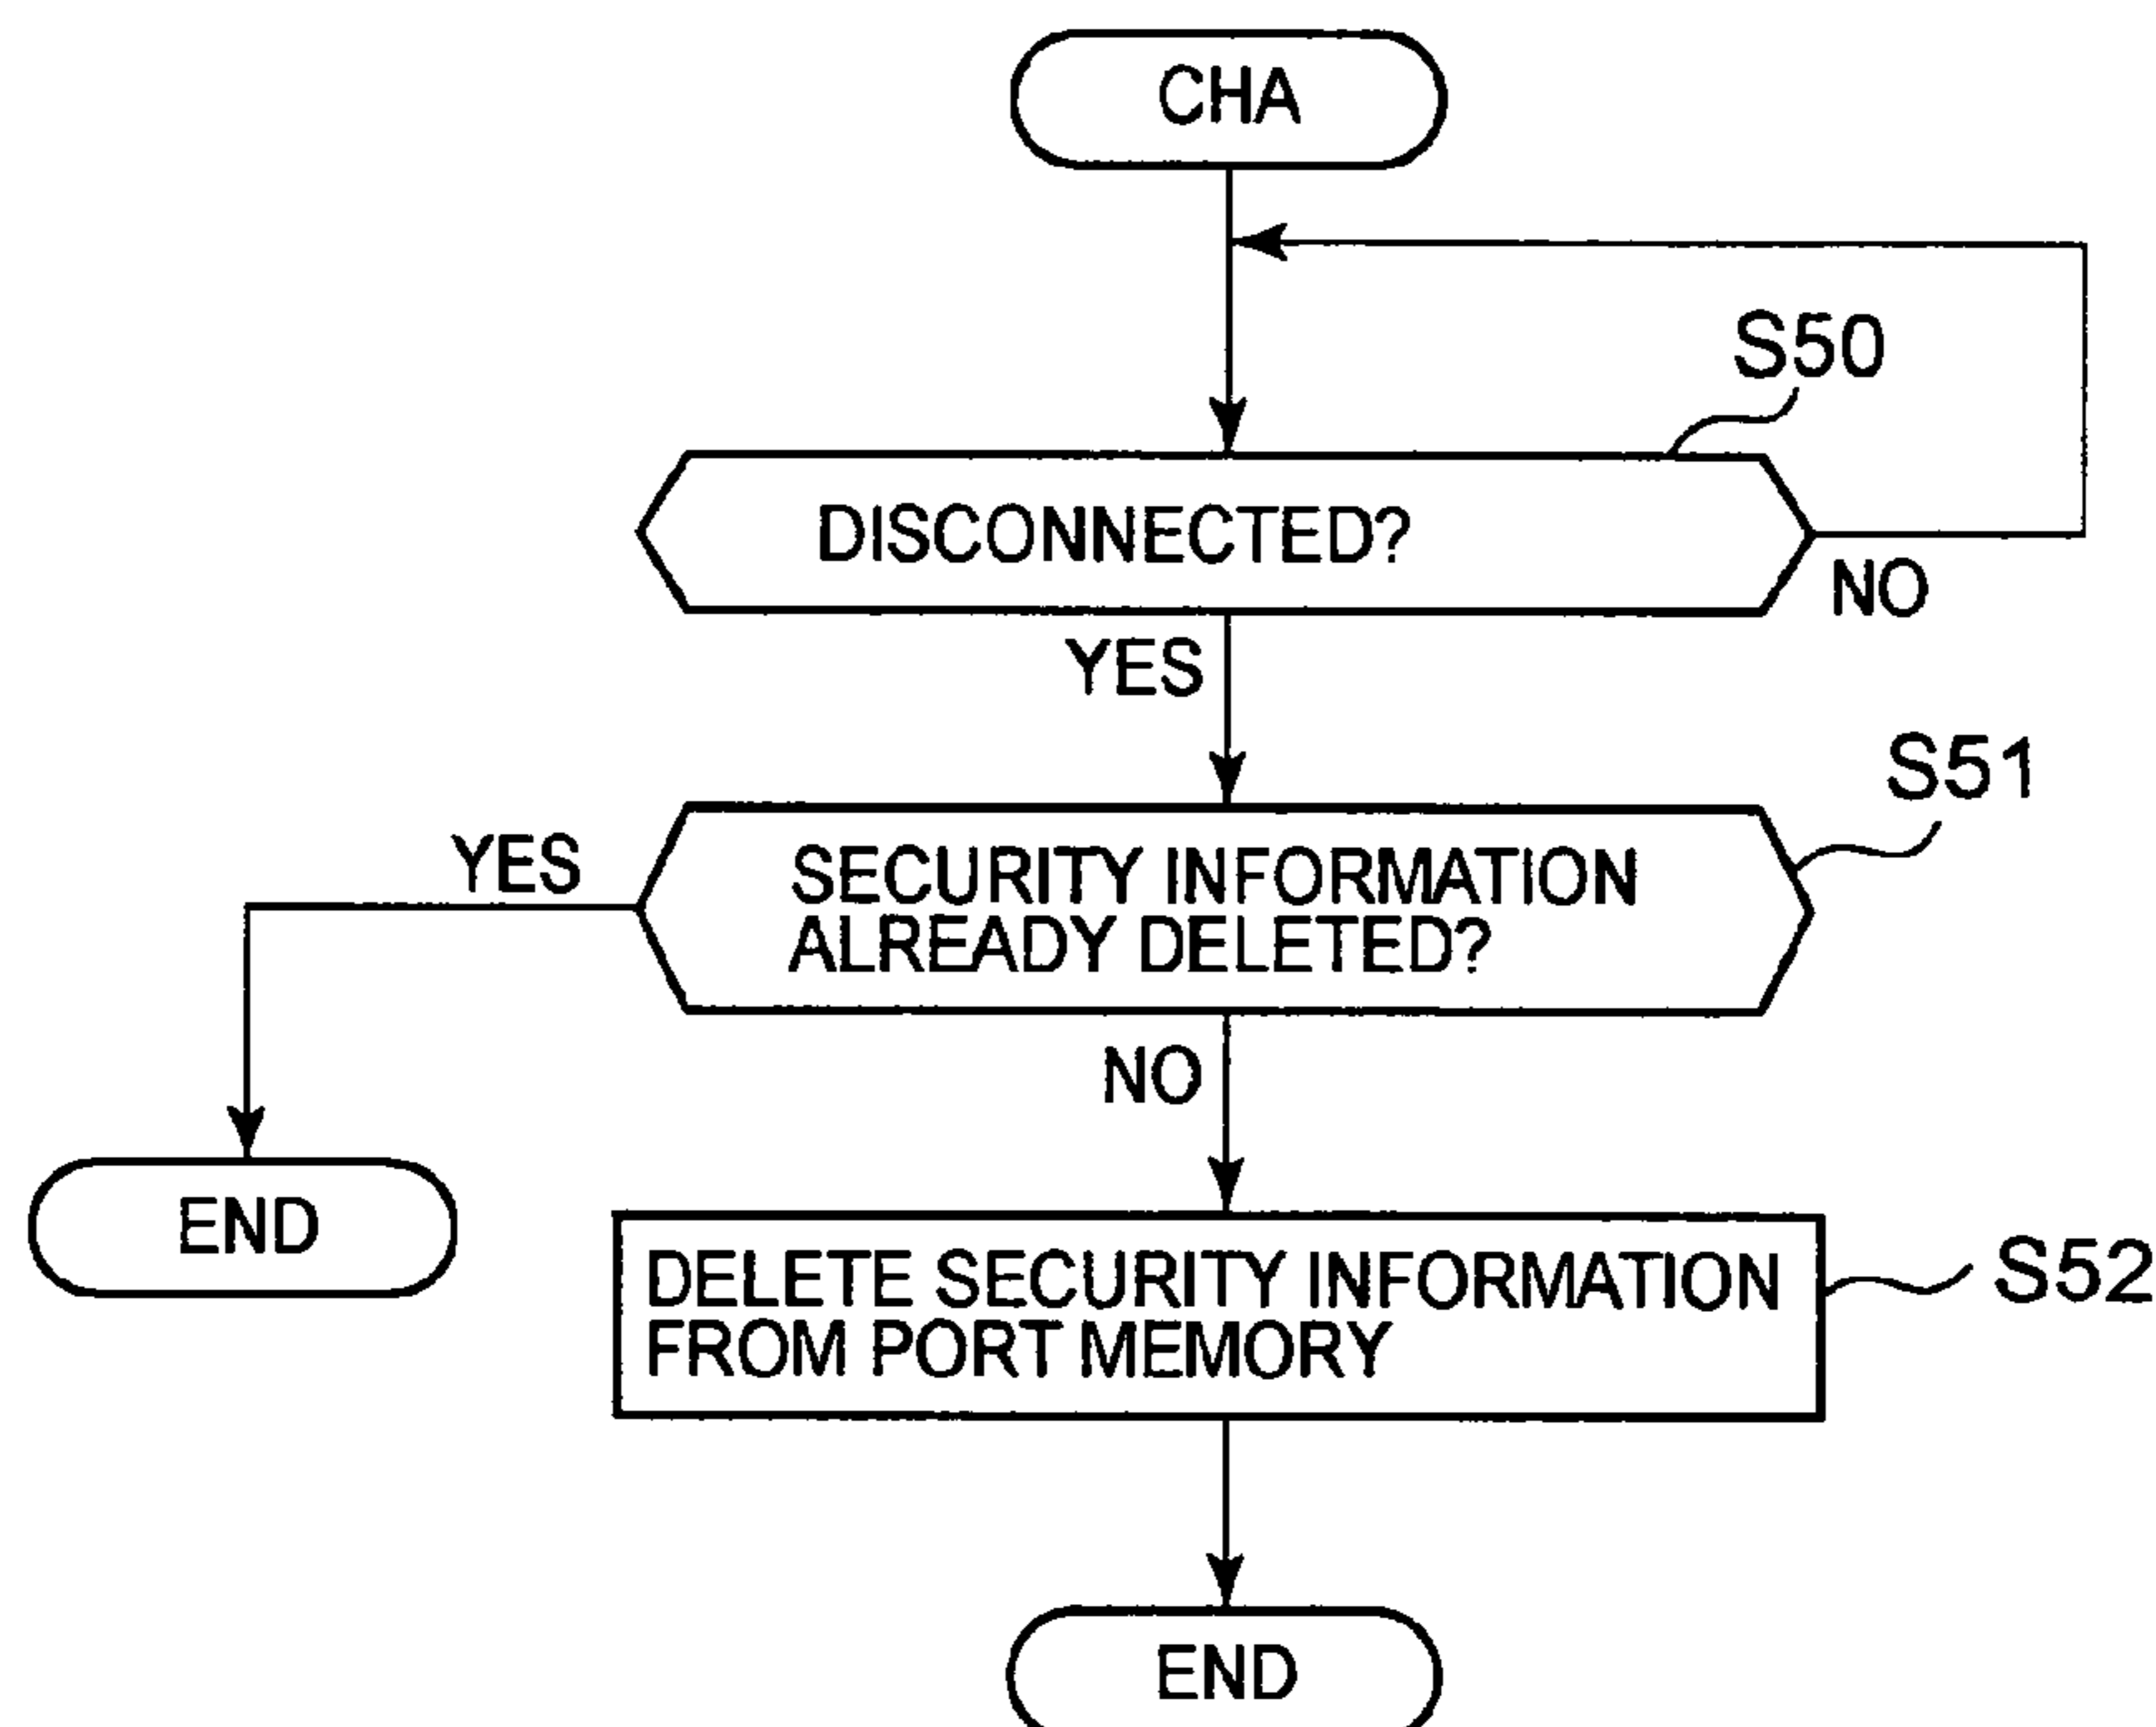 CHA
S50
DISCONNECTED?
NO
YES
S51
YES
SECURITY INFORMATION
ALREADY DELETED?
NO
END
DELETE SECURITY INFORMATION
FROM PORT MEMORY
S52
END